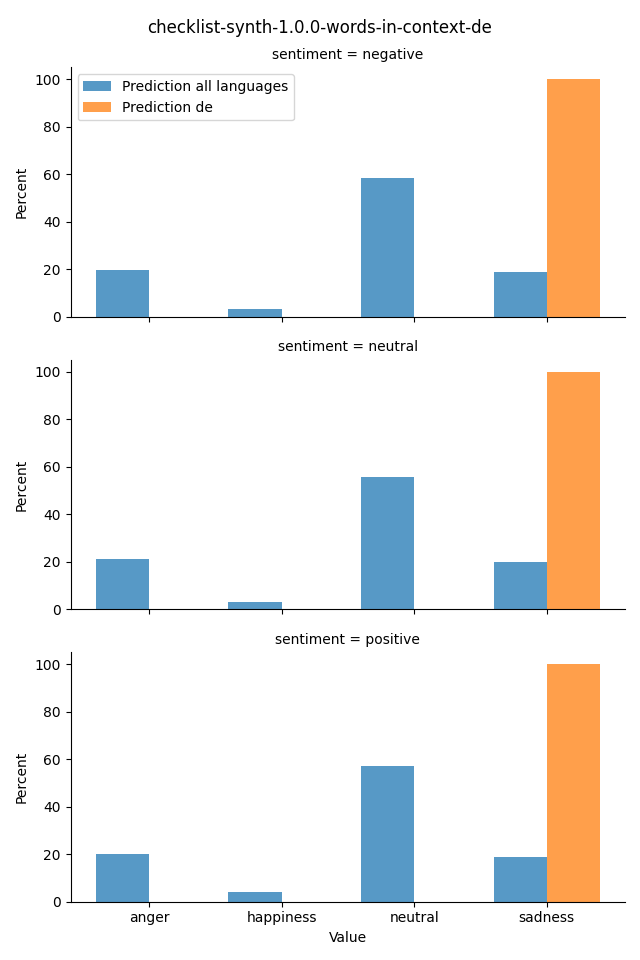 checklist-synth-1.0.0-words-in-context-de
sentiment = negative
Prediction all languages
Prediction de
100
80
60
40
20
0
Percent
sentiment = neutral
100
80
60
40
20
0
Percent
sentiment = positive
100
80
60
40
20
0
Percent
anger happiness neutral sadness
Value